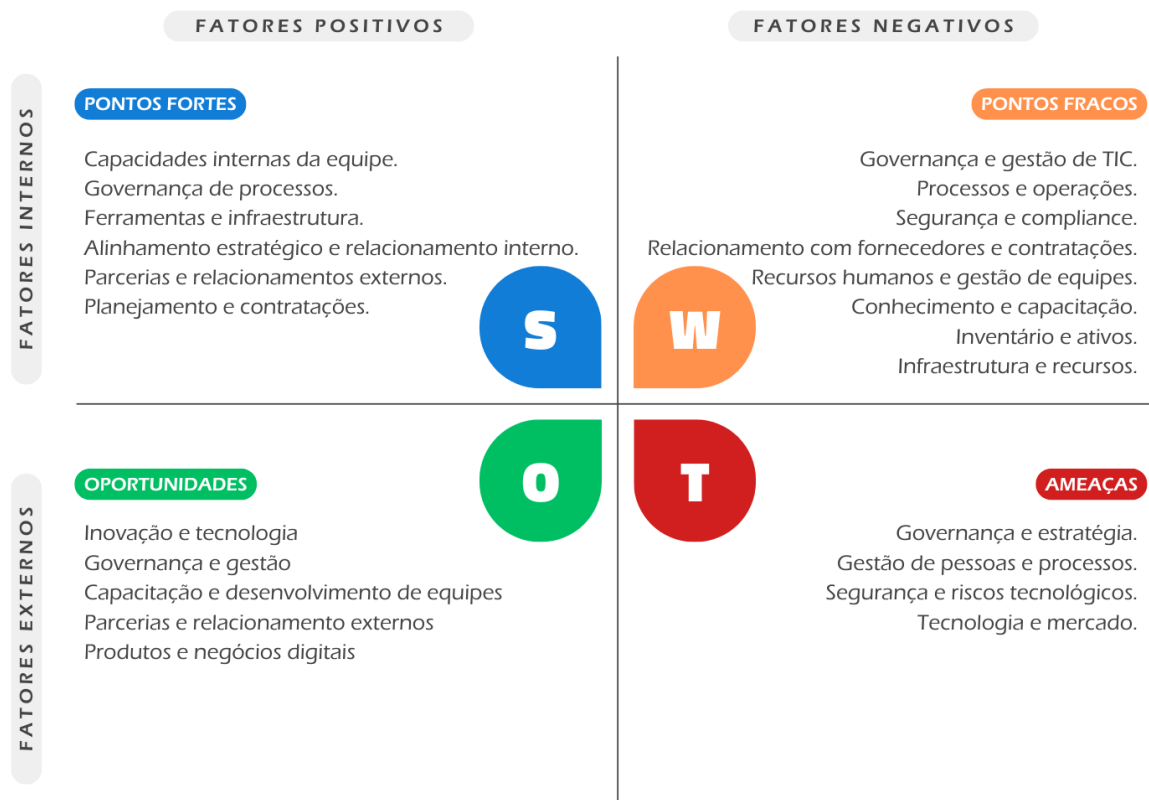 FATORES POSITIVOS
FATORES NEGATIVOS
FATORES INTERNOS
PONTOS FORTES
Capacidades internas da equipe.
Governança de processos.
Ferramentas e infraestrutura.
Alinhamento estratégico e relacionamento interno.
Parcerias e relacionamentos externos.
Planejamento e contratações.
S
PONTOS FRACOS
Governança e gestão de TIC.
Processos e operações.
Segurança e compliance.
Relacionamento com fornecedores e contratações.
Recursos humanos e gestão de equipes.
Conhecimento e capacitação.
Inventário e ativos.
Infraestrutura e recursos.
W
FATORES EXTERNOS
OPORTUNIDADES
Inovação e tecnologia
Governança e gestão
Capacitação e desenvolvimento de equipes
Parcerias e relacionamento externos
Produtos e negócios digitais
O
AMEAÇAS
Governança e estratégia.
Gestão de pessoas e processos.
Segurança e riscos tecnológicos.
Tecnologia e mercado.
T